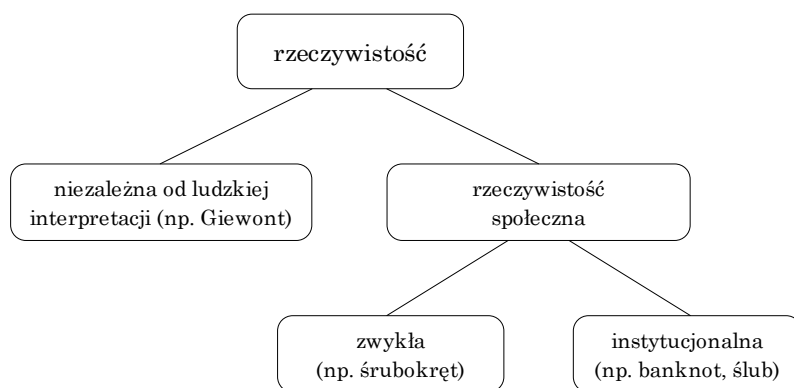 rzeczywistość
niezależna od ludzkiej
interpretacji (np. Giewont)
rzeczywistość
społeczna
zwykła
(np. śrubokręt)
instytucjonalna
(np. banknot, ślub)